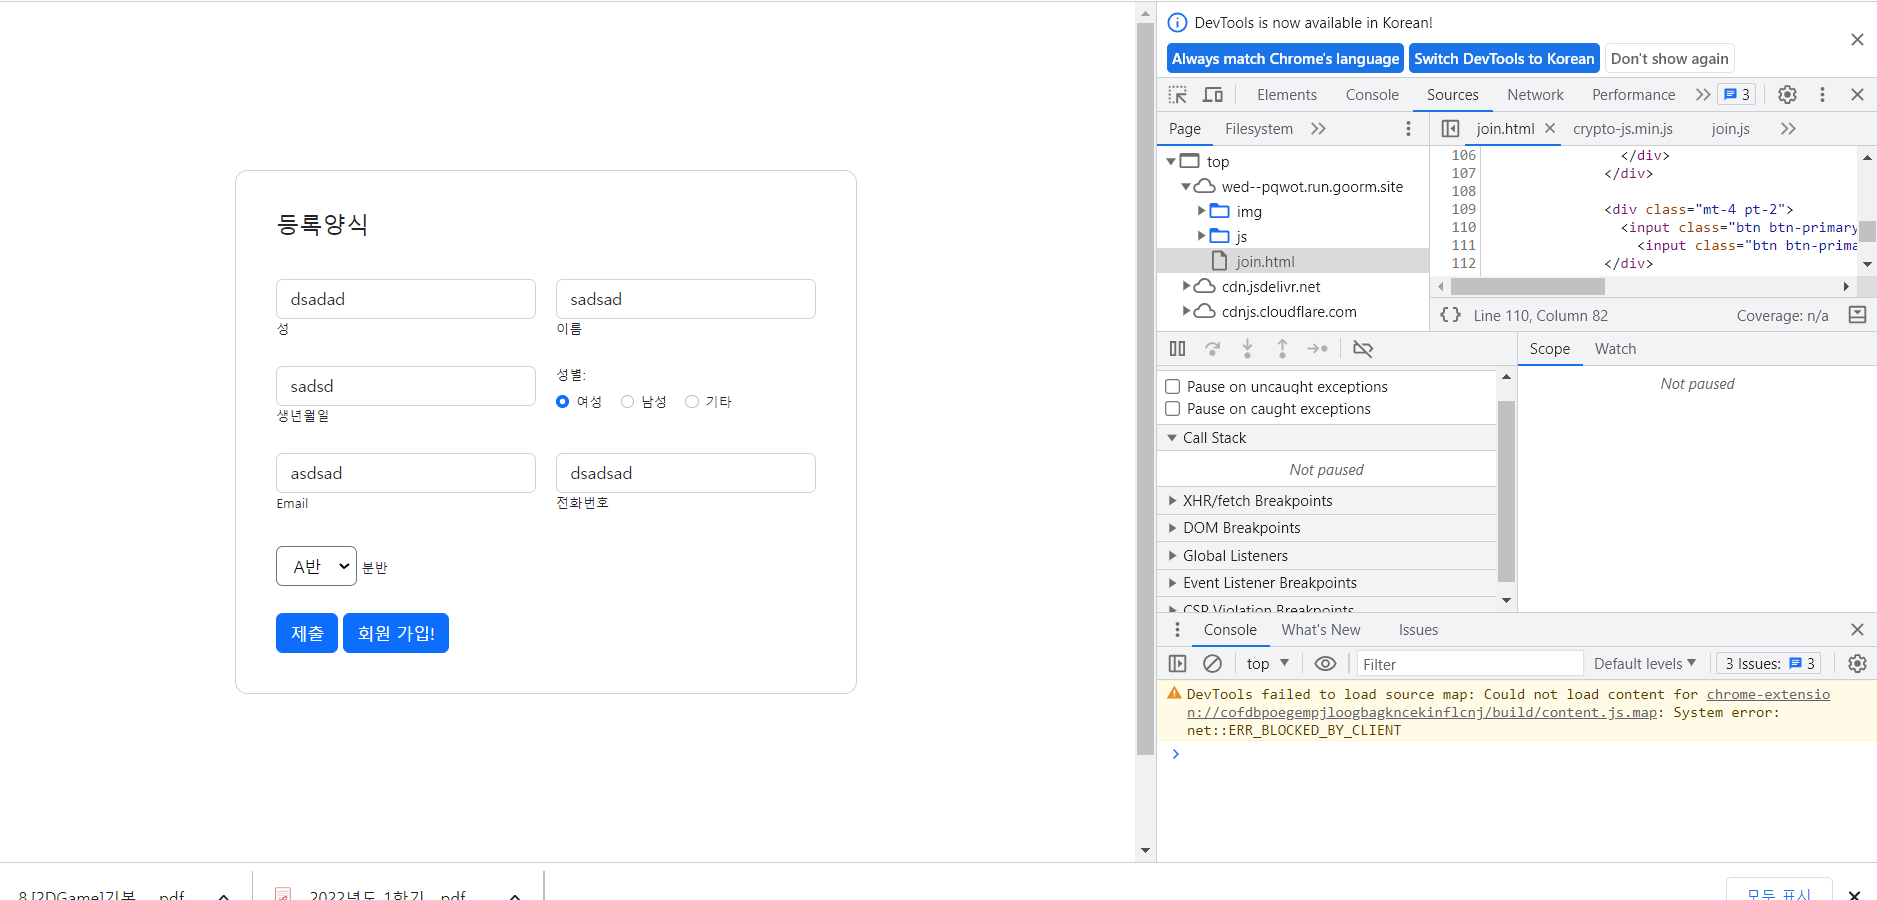 등록양식
dsadad
sadsad
성
이름
sadsd
성별:
여성
남성
기타
생년월일
asdsad
dsadsad
Email
전화번호
A반
분반
제출
회원 가입!
DevTools is now available in Korean!
Always match Chrome's language
Switch DevTools to Korean
Don't show again
Elements
Console
Sources
Network
Performance
3
Page
Filesystem
join.html
crypto-js.min.js
join.js
top
wed--pqwot.run.goorm.site
img
js
join.html
cdn.jsdelivr.net
cdnjs.cloudflare.com
106 </div>
107 </div>
108
109 <div class="mt-4 pt-2">
110 <input class="btn btn-primary
111 <input class="btn btn-prima
112 </div>
{} Line 110, Column 82
Coverage: n/a
Scope
Watch
Not paused
Pause on uncaught exceptions
Pause on caught exceptions
Call Stack
Not paused
XHR/fetch Breakpoints
DOM Breakpoints
Global Listeners
Event Listener Breakpoints
CSP Violation Breakpoints
Console
What's New
Issues
top
Filter
Default levels
3 Issues:
3
DevTools failed to load source map: Could not load content for chrome-extensio
n://cofdbpoegempjloogbagkncekinflcnj/build/content.js.map: System error:
net::ERR_BLOCKED_BY_CLIENT
8.[2DGame]기본....pdf
2022년도 1학기....pdf
모두 표시